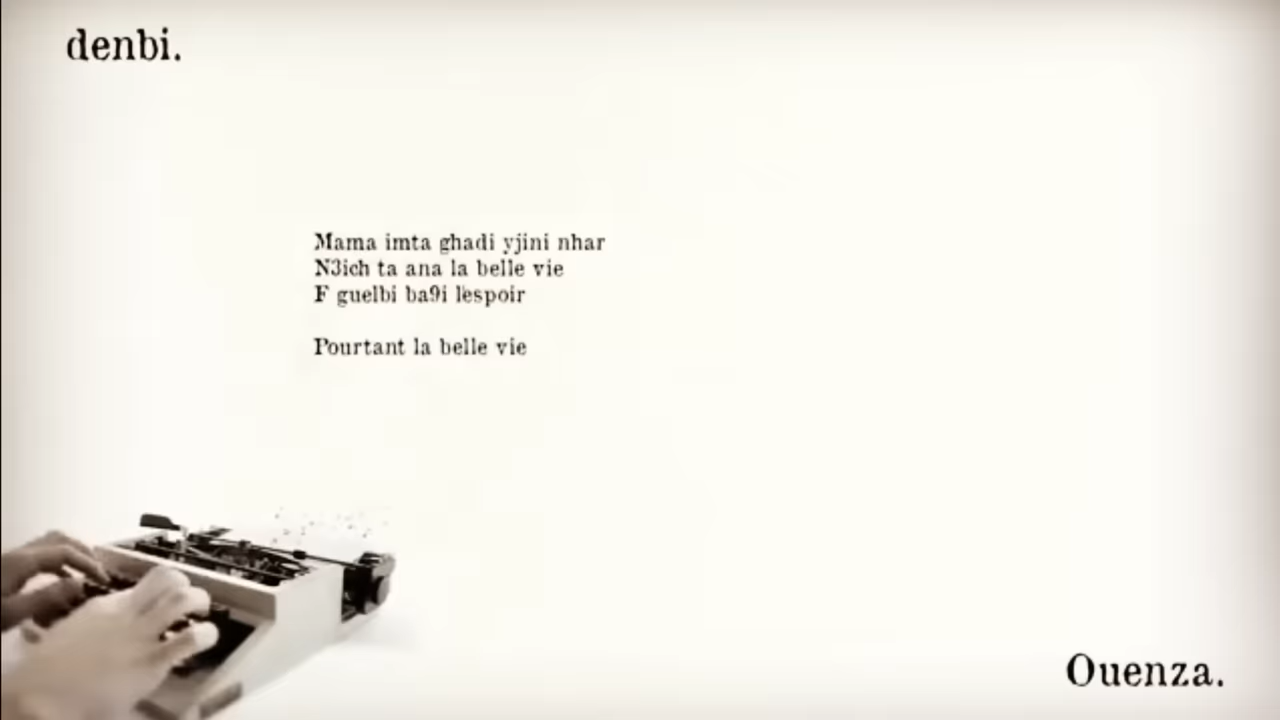 denbi.
Mama imta ghadi yjini nhar
N3ich ta ana la belle vie
F guelbi ba9i l'espoir
Pourtant la belle vie
Ouenza.